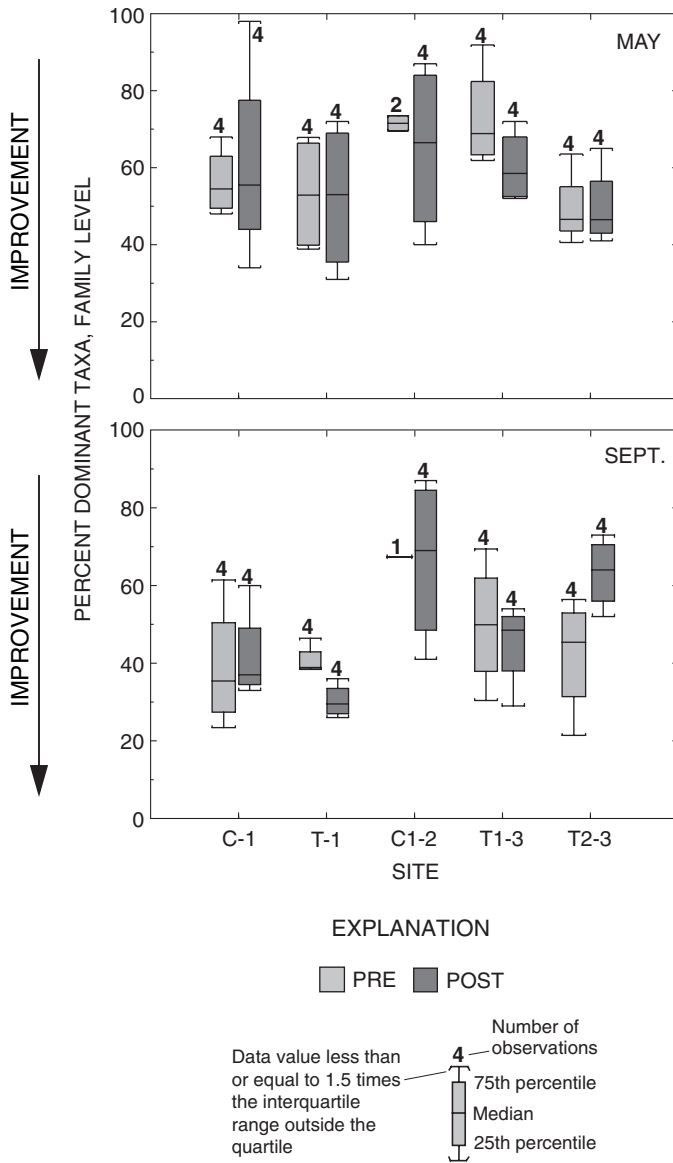 MAY
100
80
60
40
20
0
4
4
4
4
2
4
4
4
4
4
IMPROVEMENT
PERCENT DOMINANT TAXA, FAMILY LEVEL
SEPT.
100
80
60
40
20
0
4
4
4
4
1
4
4
4
4
4
IMPROVEMENT
C-1
T-1
C1-2
T1-3
T2-3
SITE
EXPLANATION
PRE
POST
Data value less than
or equal to 1.5 times
the interquartile
range outside the
quartile
4
Number of
observations
75th percentile
Median
25th percentile